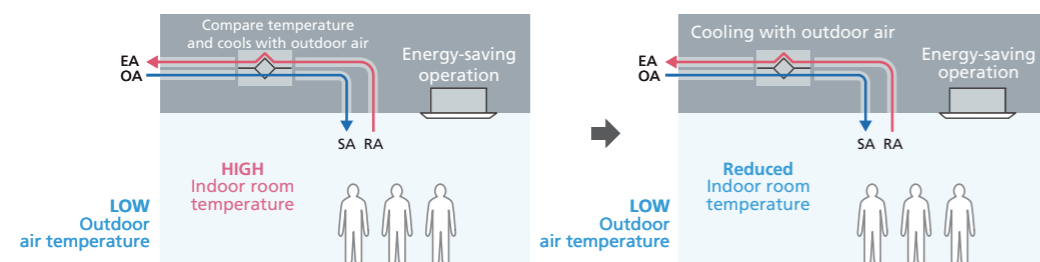 Compare temperature
and cools with outdoor air
EA
OA
Energy-saving
operation
SA RA
HIGH
Indoor room
temperature
LOW
Outdoor
air temperature
Cooling with outdoor air
EA
OA
Energy-saving
operation
SA RA
Reduced
Indoor room
temperature
LOW
Outdoor
air temperature